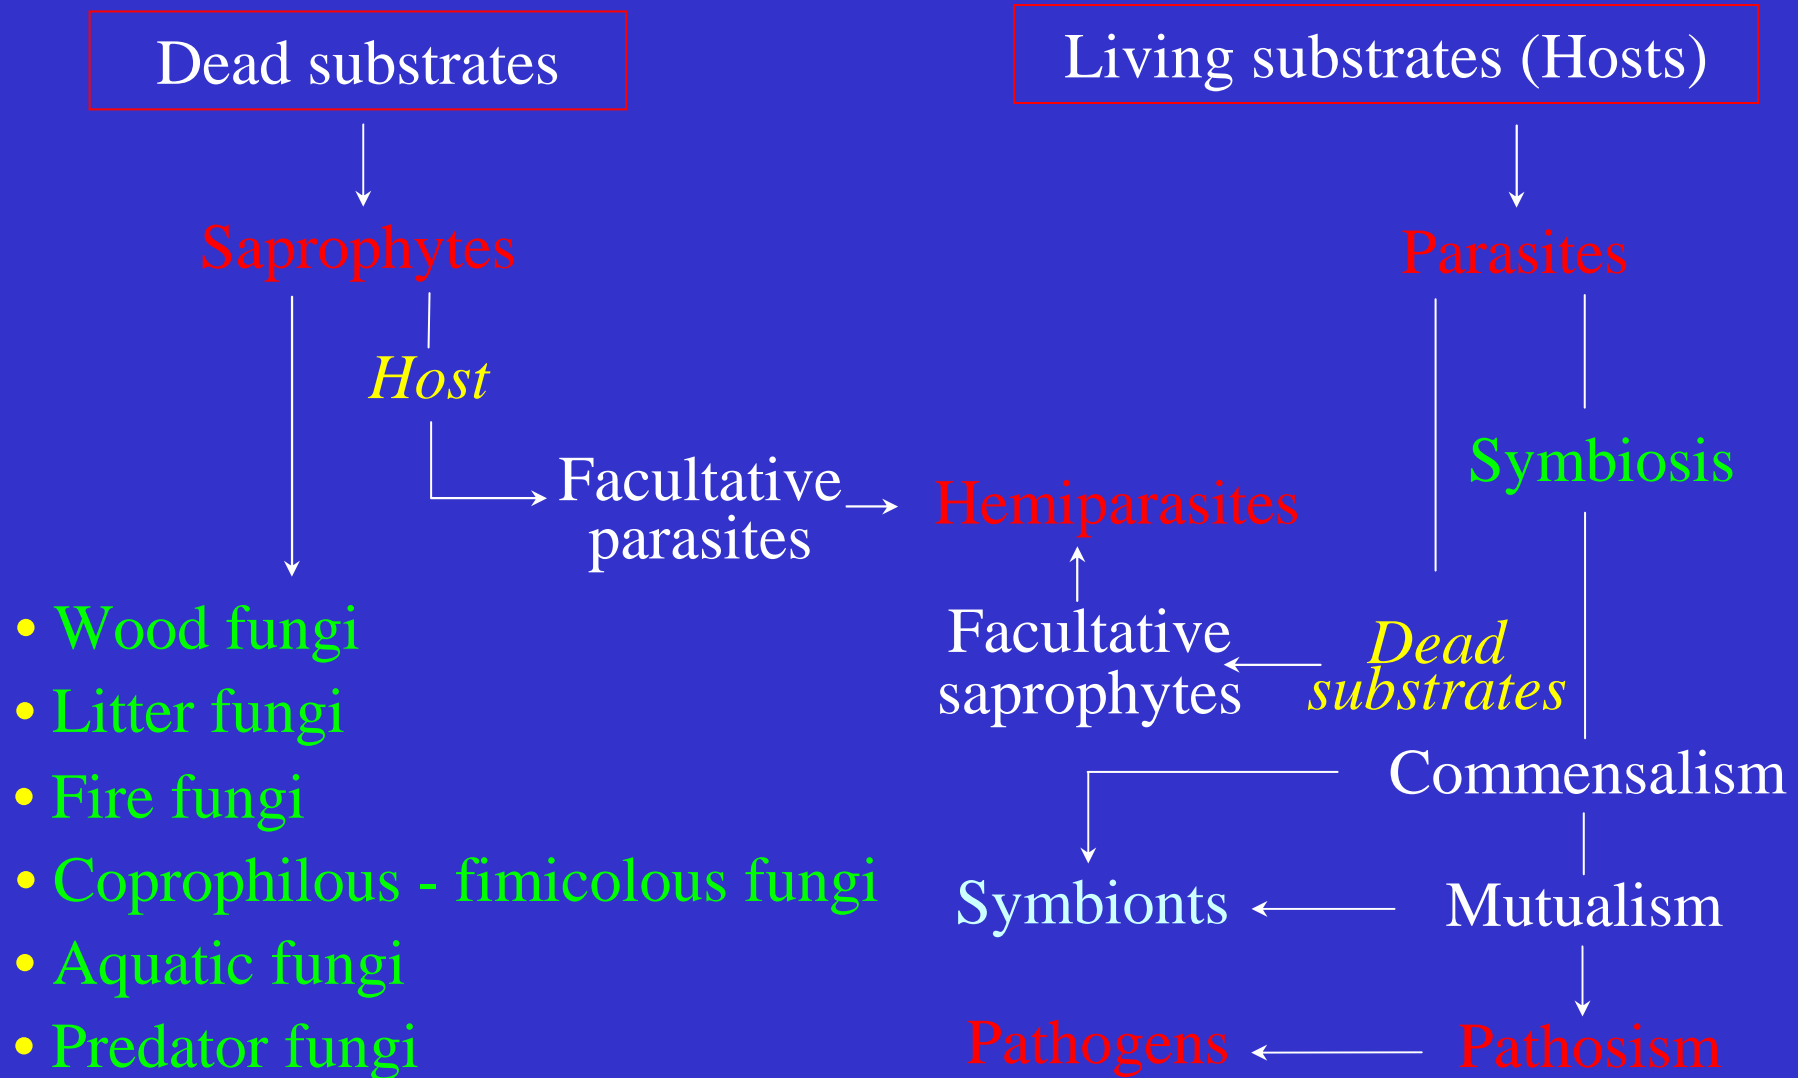 Dead substrates
Living substrates (Hosts)
Saprophytes
Parasites
Host
Symbiosis
Facultative
parasites
Hemiparasites
Facultative
saprophytes
Dead
substrates
• Wood fungi
• Litter fungi
• Fire fungi
• Coprophilous - fimicolous fungi
• Aquatic fungi
• Predator fungi
Commensalism
Symbionts
Mutualism
Pathogens
Pathosism